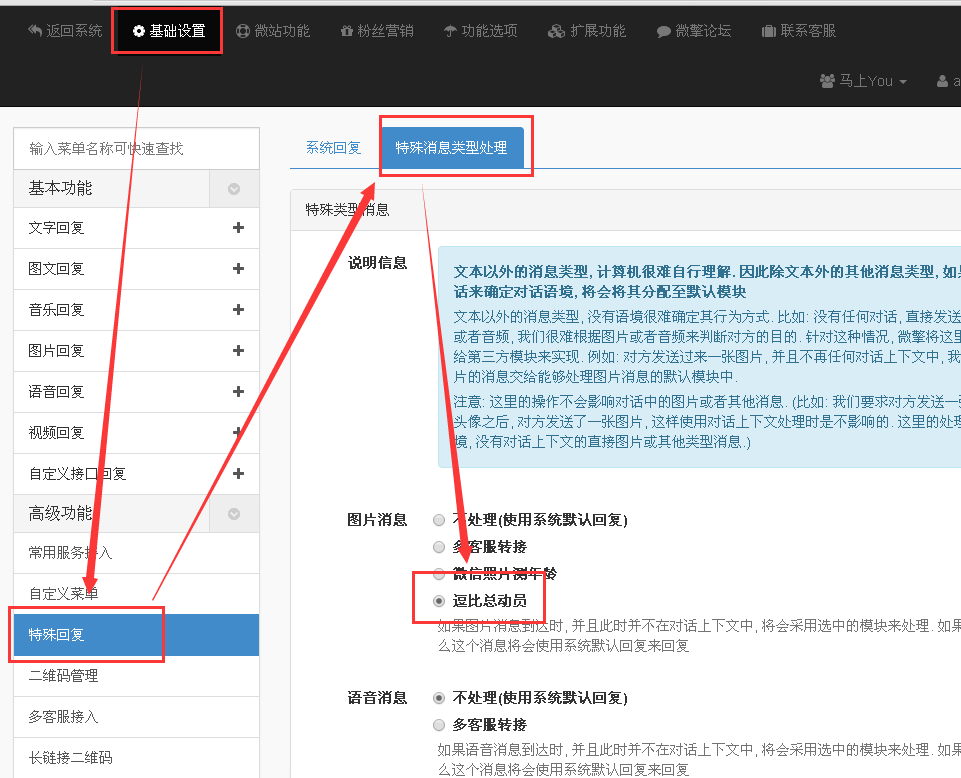 返回系统 基础设置 微站功能 粉丝营销 功能选项 扩展功能 微擎论坛 联系客服
马上You a
输入菜单名称可快速查找
基本功能
文字回复
图文回复
音乐回复
图片回复
语音回复
视频回复
自定义接口回复
高级功能
常用服务接入
自定义菜单
特殊回复
二维码管理
多客服接入
长链接二维码
系统回复 特殊消息类型处理
特殊类型消息
说明信息
文本以外的消息类型, 计算机很难自行理解. 因此除文本外的其他消息类型, 如果
话来确定对话语境, 将会将其分配至默认模块
文本以外的消息类型, 没有语境很难确定其行为方式. 比如: 没有任何对话, 直接发送
或者音频, 我们很难根据图片或者音频来判断对方的目的. 针对这种情况, 微擎将这里
给第三方模块来实现. 例如: 对方发送过来一张图片, 并且不再任何对话上下文中, 我
片的消息交给能够处理图片消息的默认模块中.
注意: 这里的操作不会影响对话中的图片或者其他消息. (比如: 我们要求对方发送一张
头像之后, 对方发送了一张图片, 这样使用对话上下文处理时是不影响的. 这里的处理
境, 没有对话上下文的直接图片或其他类型消息.)
图片消息
不处理(使用系统默认回复)
多客服转接
微信照片测年龄
逗比总动员
如果图片消息到达时, 并且此时并不在对话上下文中, 将会采用选中的模块来处理. 如果
么这个消息将会使用系统默认回复来回复
语音消息
不处理(使用系统默认回复)
多客服转接
如果语音消息到达时, 并且此时并不在对话上下文中, 将会采用选中的模块来处理. 如果
么这个消息将会使用系统默认回复来回复